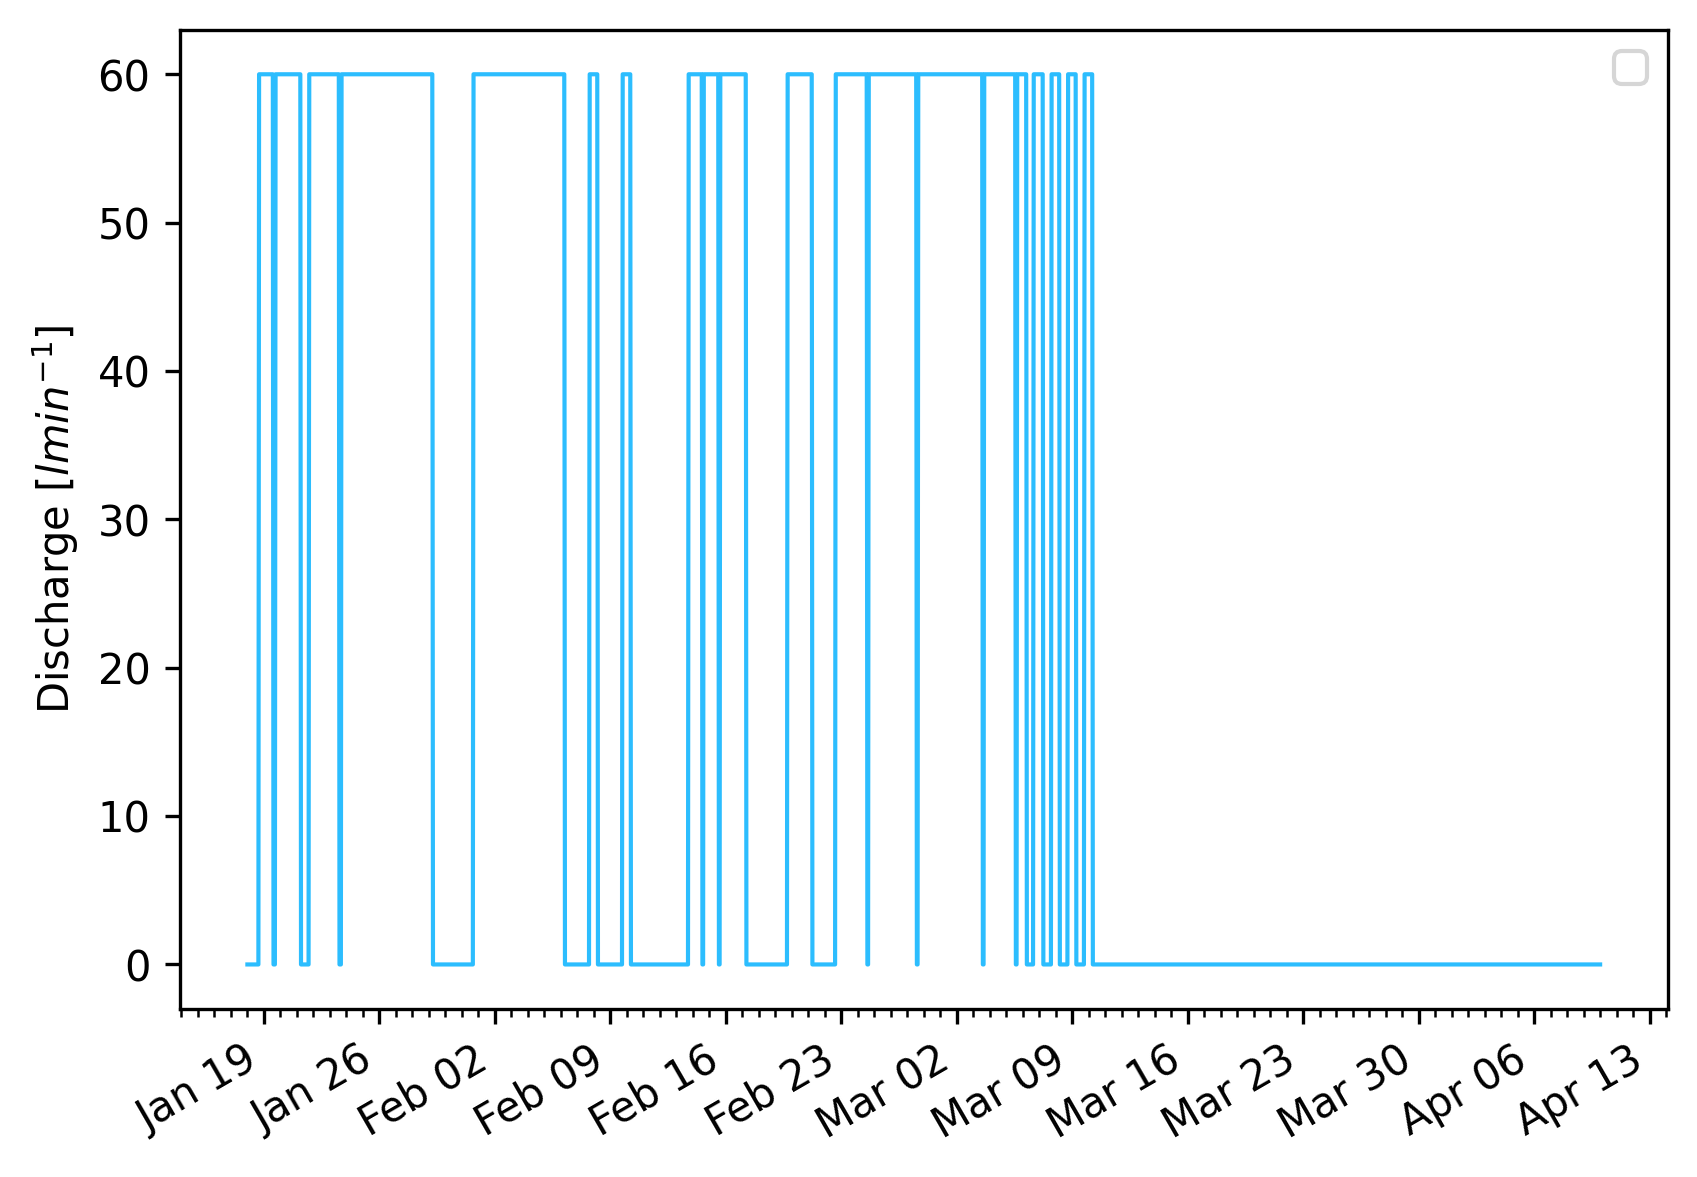 Discharge [lmin⁻¹]
60
50
40
30
20
10
0
Jan 19
Jan 26
Feb 02
Feb 09
Feb 16
Feb 23
Mar 02
Mar 09
Mar 16
Mar 23
Mar 30
Apr 06
Apr 13